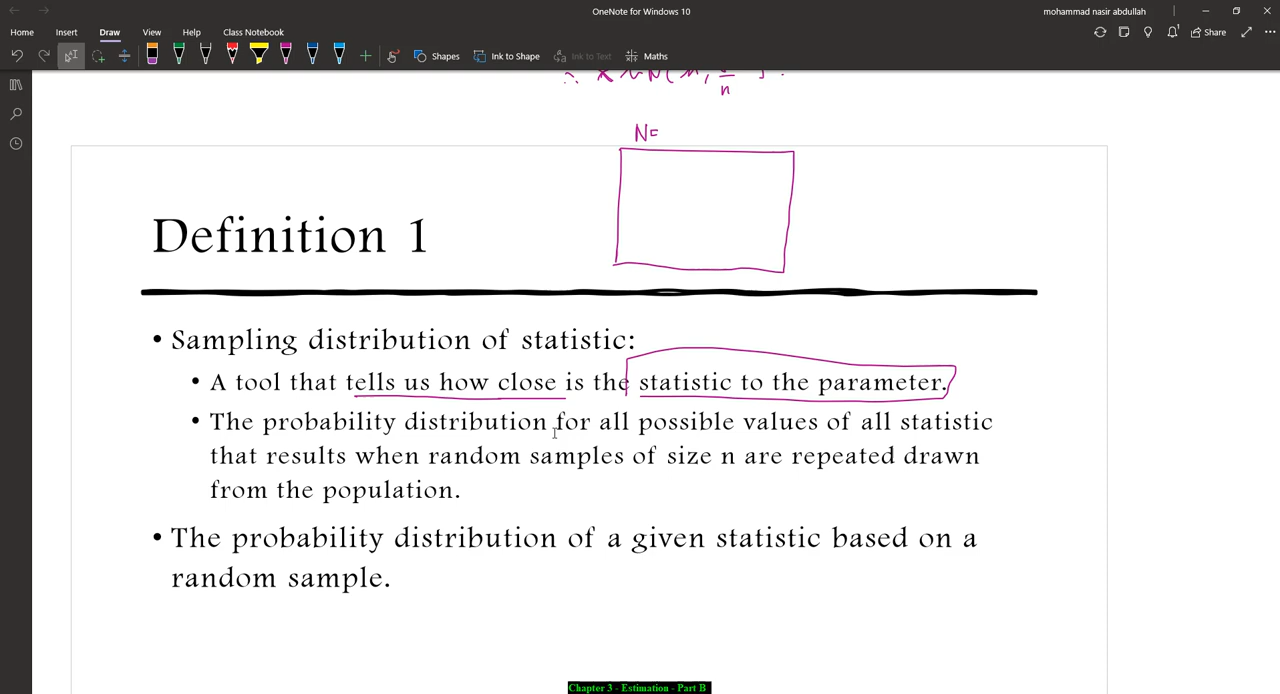 OneNote for Windows 10
mohammad nasir abdullah
Home Insert Draw View Help Class Notebook
Share
Shapes Ink to Shape Ink to Text Maths
n
N=
Definition 1
• Sampling distribution of statistic:
• A tool that tells us how close is the statistic to the parameter.
• The probability distribution for all possible values of all statistic
that results when random samples of size n are repeated drawn
from the population.
• The probability distribution of a given statistic based on a
random sample.
Chapter 3 - Estimation - Part B